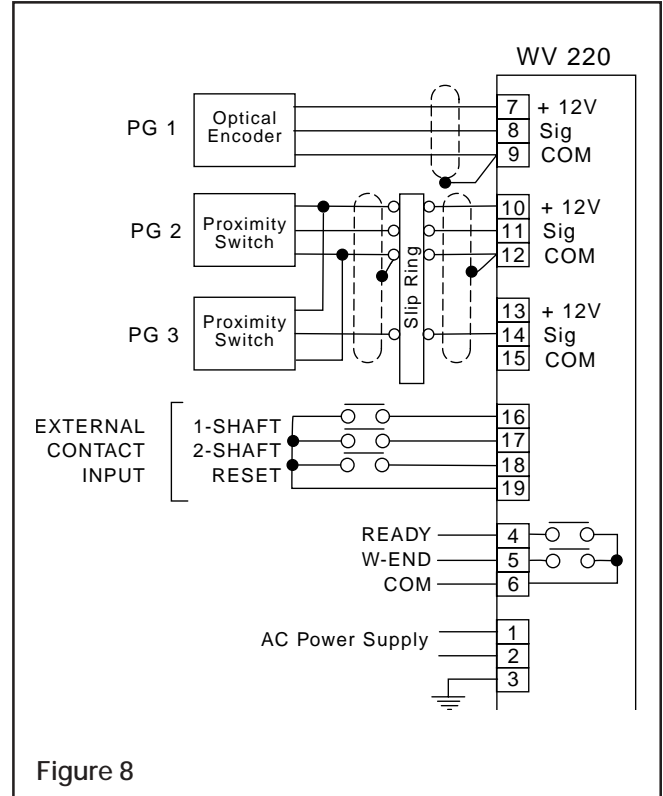 WV 220
PG 1
Optical
Encoder
7 + 12V
8 Sig
9 COM
PG 2
Proximity
Switch
Slip Ring
10 + 12V
11 Sig
12 COM
PG 3
Proximity
Switch
13 + 12V
14 Sig
15 COM
EXTERNAL
CONTACT
INPUT
1-SHAFT
2-SHAFT
RESET
16
17
18
19
READY 4
W-END 5
COM 6
AC Power Supply
1
2
3
Figure 8